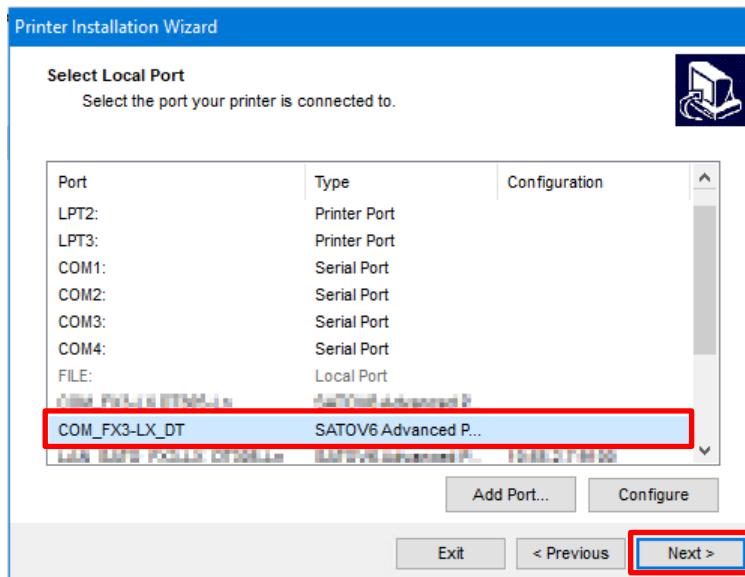 Printer Installation Wizard
Select Local Port
Select the port your printer is connected to.
Port Type Configuration
LPT2: Printer Port
LPT3: Printer Port
COM1: Serial Port
COM2: Serial Port
COM3: Serial Port
COM4: Serial Port
FILE: Local Port
COM_FX3-LX_DT SATOV6 Advanced P...
Add Port... Configure
Exit < Previous Next >